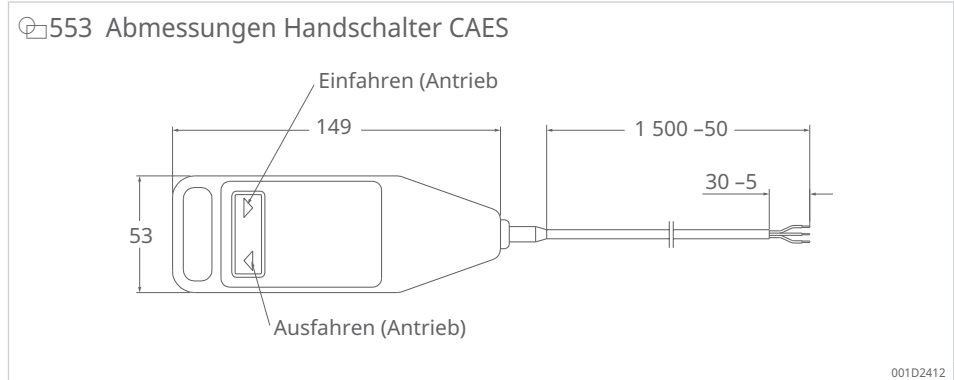 553 Abmessungen Handschalter CAES
Einfahren (Antrieb
149
1 500 –50
30 –5
53
Ausfahren (Antrieb)
001D2412